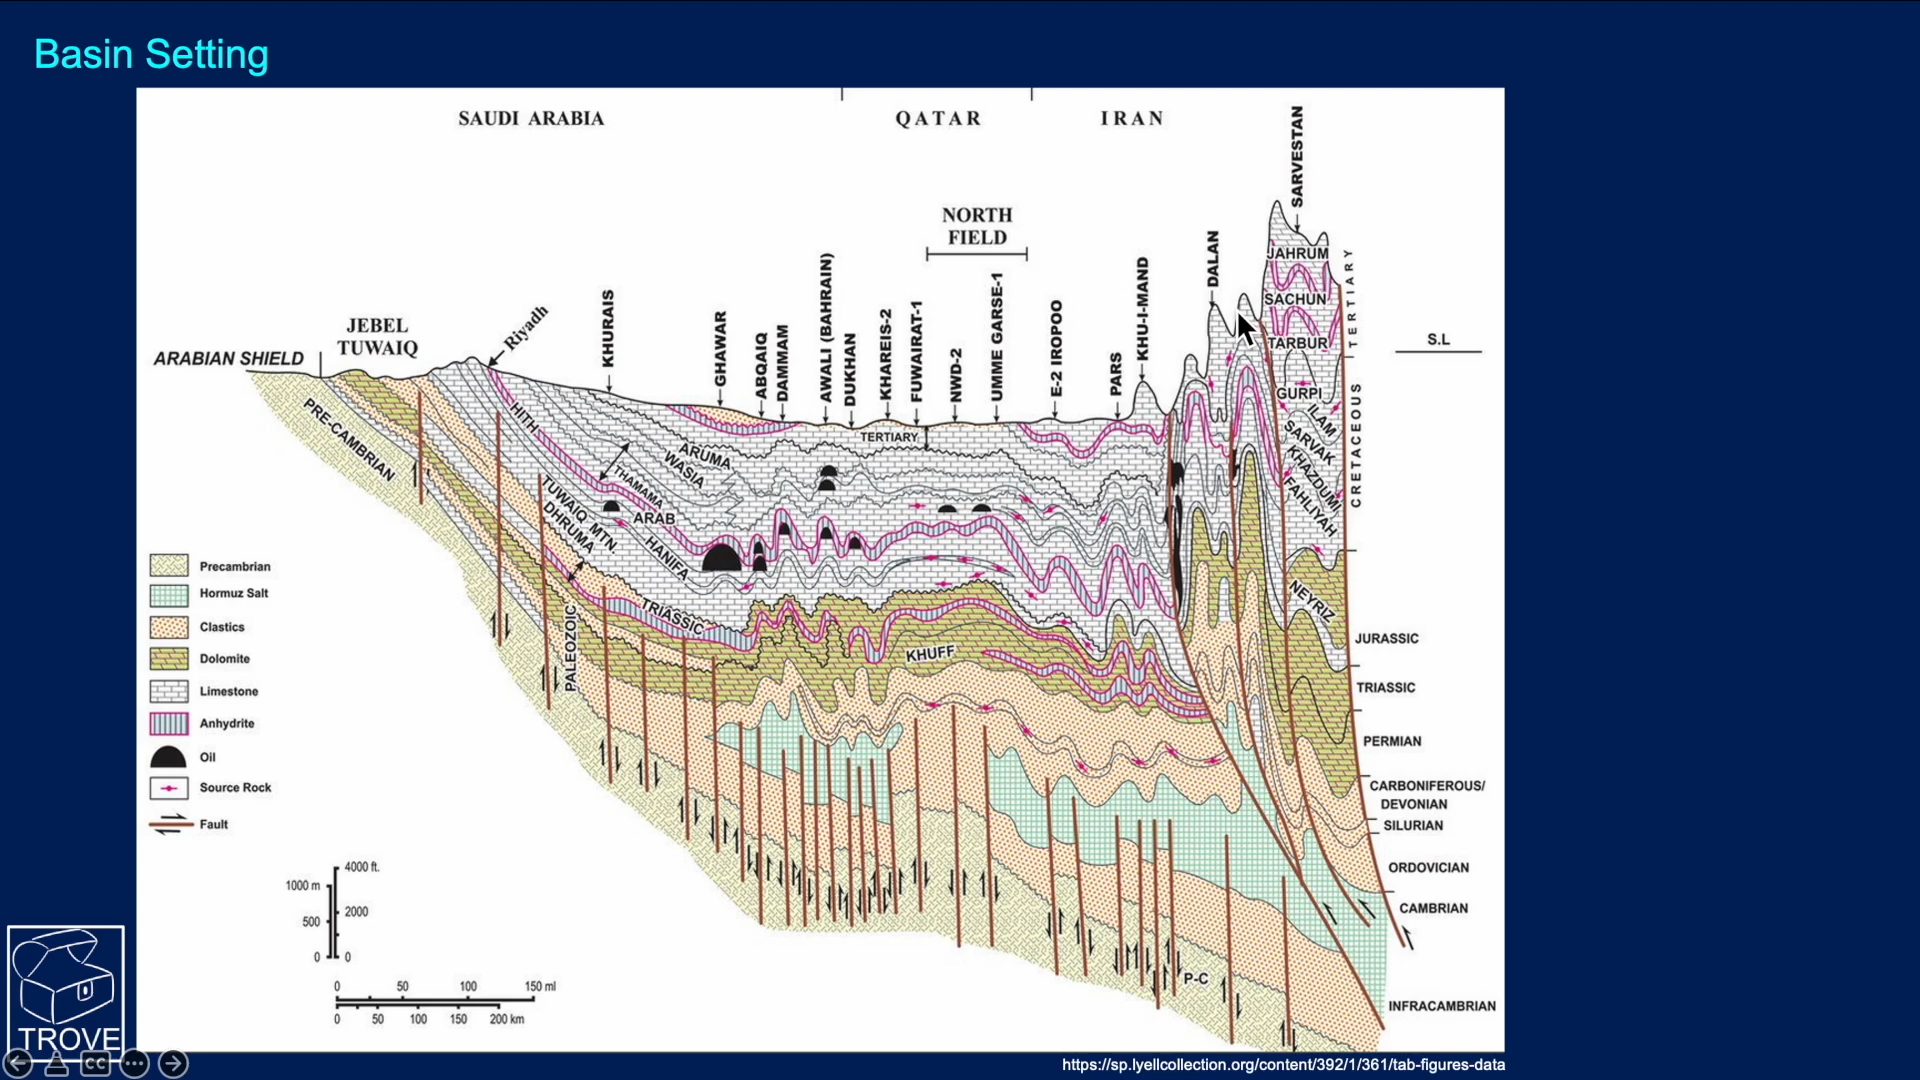 Basin Setting
SAUDI ARABIA
QATAR
IRAN
SARVESTAN
NORTH
FIELD
JEBEL
TUWAIQ
ARABIAN SHIELD
Riyadh
KHURAIS
GHAWAR
ABQAIQ
DAMMAM
AWALI (BAHRAIN)
DUKHAN
KHAREIS-2
FUWAIRAT-1
NWD-2
UMME GARSE-1
E-2 IROPOO
PARS
KHU-I-MAND
DALAN
JAHRUM
SACHUN
TARBUR
GURPI
ILAM
SARVAK
KHAZDUMI
FAHLIYAH
NEYRIZ
TERTIARY
CRETACEOUS
S.L
PRE-CAMBRIAN
HITH
TERTIARY
ARUMA
WASIA
THAMAMA
ARAB
TUWAIQ MTN.
DHRUMA
HANIFA
TRIASSIC
PALEOZOIC
KHUFF
P-C
JURASSIC
TRIASSIC
PERMIAN
CARBONIFEROUS/
DEVONIAN
SILURIAN
ORDOVICIAN
CAMBRIAN
INFRACAMBRIAN
Precambrian
Hormuz Salt
Clastics
Dolomite
Limestone
Anhydrite
Oil
Source Rock
Fault
4000 ft.
1000 m
2000
500
0 0
0 50 100 150 ml
0 50 100 150 200 km
TROVE
CC
https://sp.lyellcollection.org/content/392/1/361/tab-figures-data